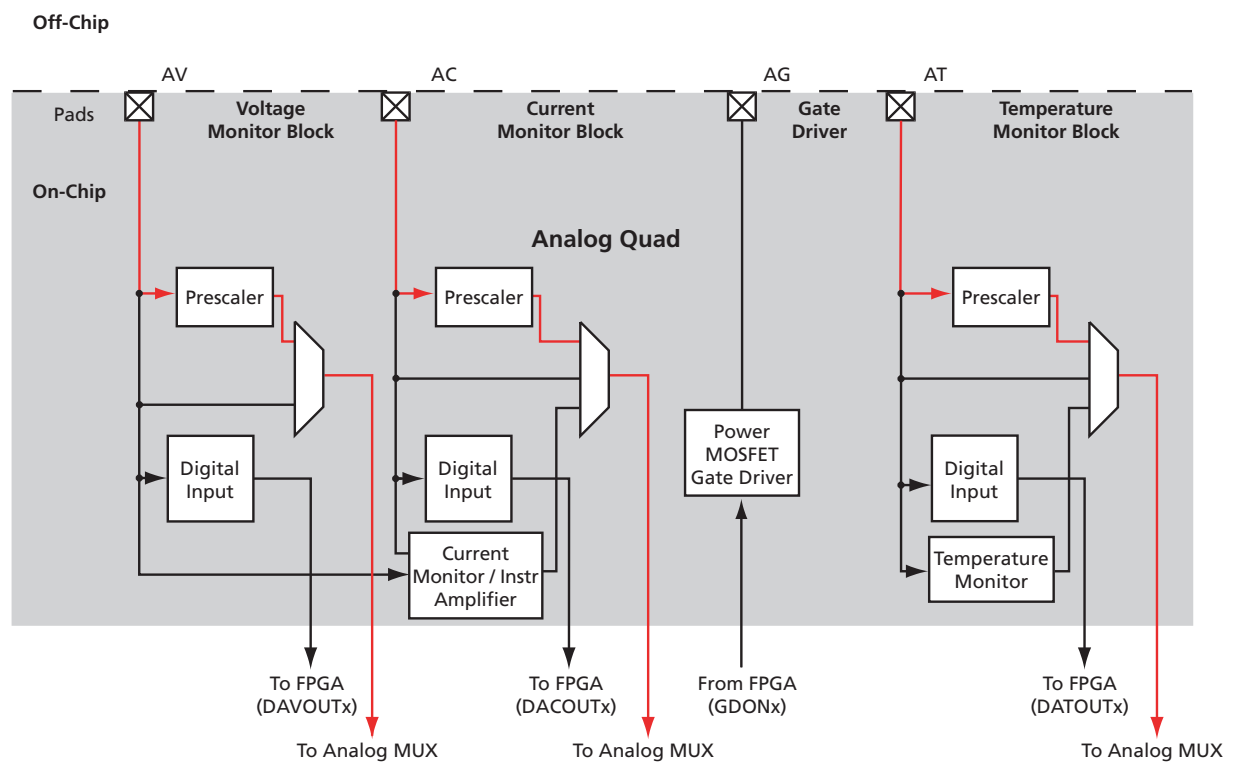 Off-Chip
AV
AC
AG
AT
Pads
Voltage
Monitor Block
Current
Monitor Block
Gate
Driver
Temperature
Monitor Block
On-Chip
Analog Quad
Prescaler
Prescaler
Prescaler
Power
MOSFET
Gate Driver
Digital
Input
Digital
Input
Digital
Input
Current
Monitor / Instr
Amplifier
Temperature
Monitor
To FPGA
(DAVOUTx)
To FPGA
(DACOUTx)
From FPGA
(GDONx)
To FPGA
(DATOUTx)
To Analog MUX
To Analog MUX
To Analog MUX